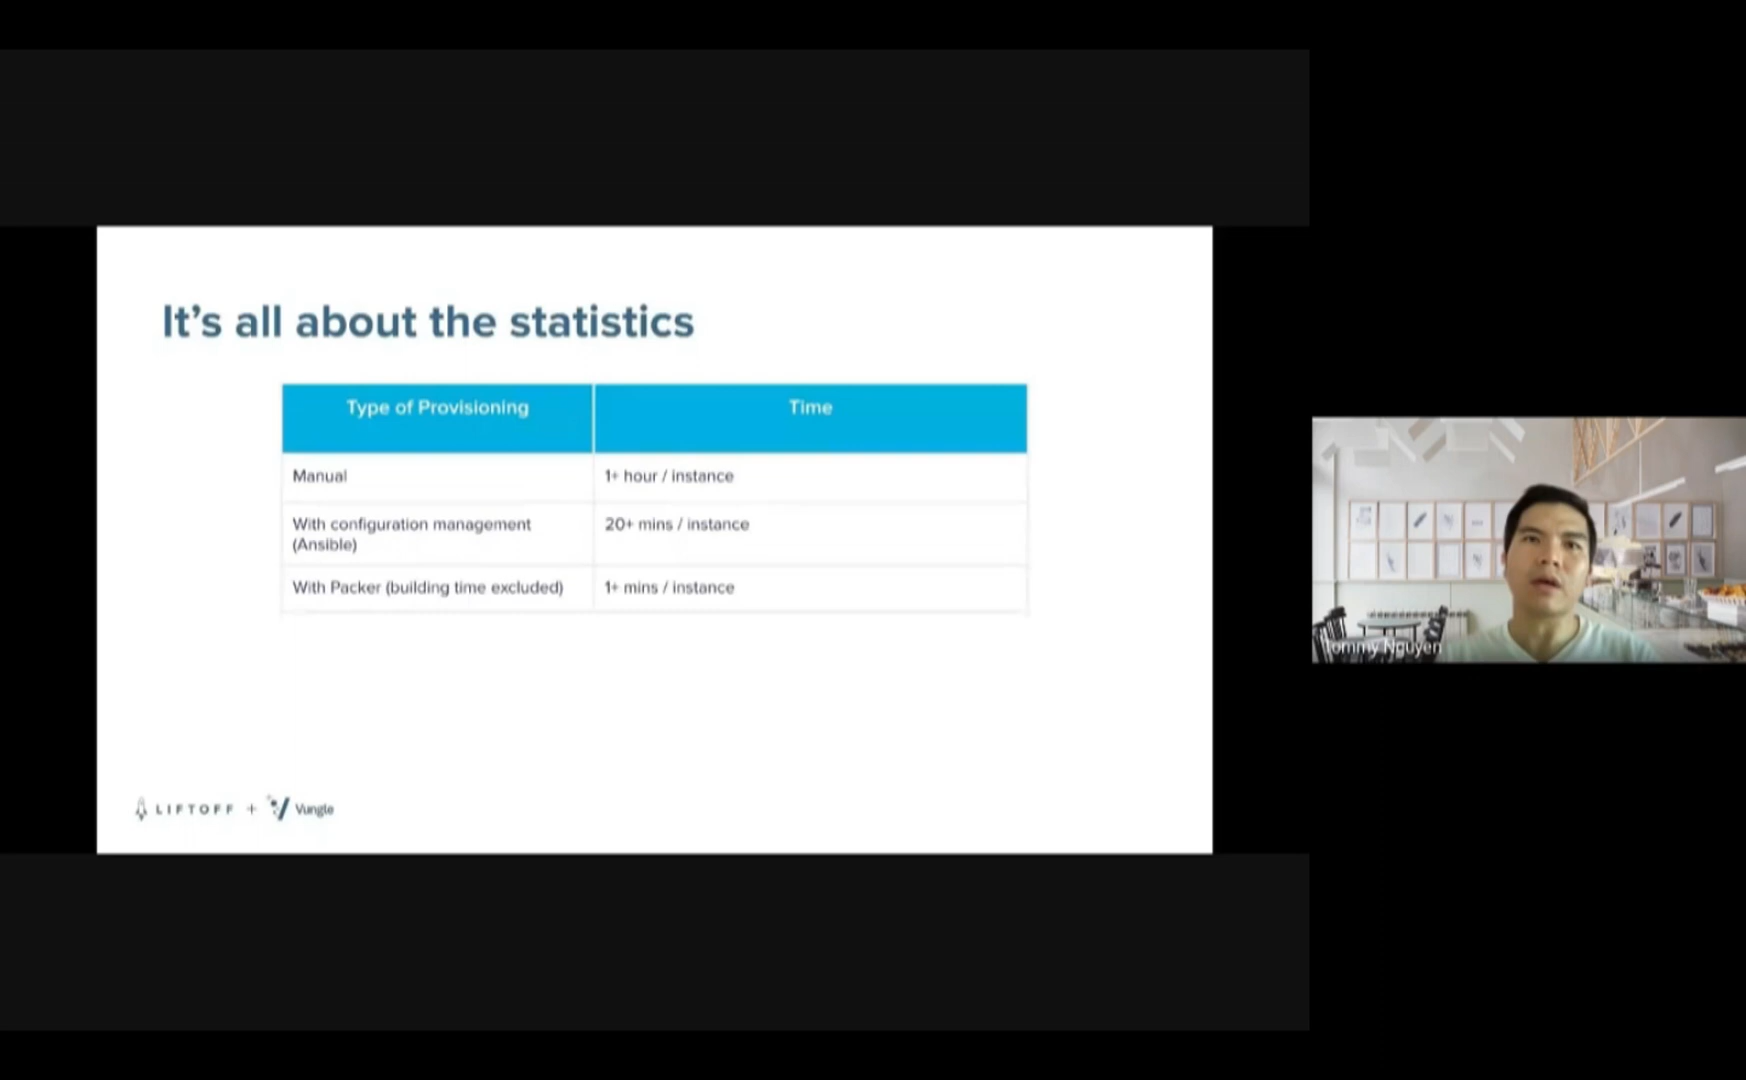 It's all about the statistics
Type of Provisioning Time
Manual 1+ hour / instance
With configuration management 20+ mins / instance
(Ansible)
With Packer (building time excluded) 1+ mins / instance
LIFTOFF + Vungle
Tommy Nguyen